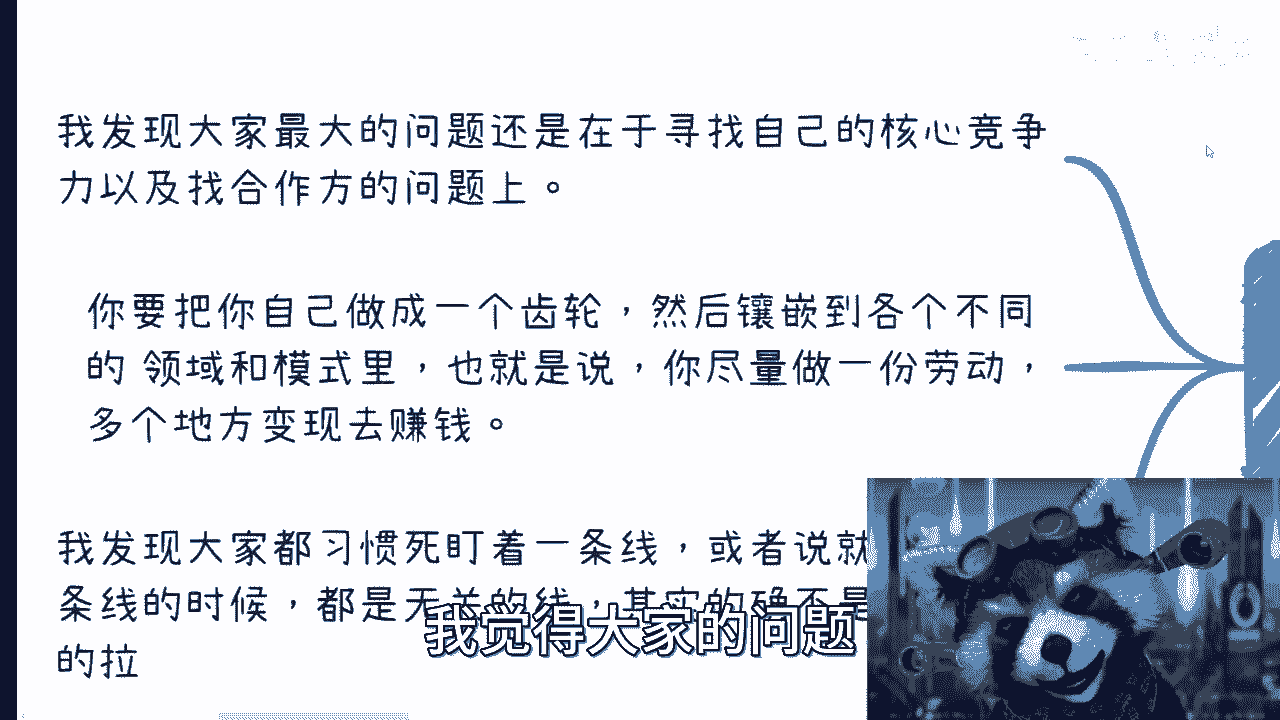 我发现大家最大的问题还是在于寻找自己的核心竞争
力以及找合作方的问题上。
你要把你自己做成一个齿轮，然后镶嵌到各个不同
的 领域和模式里，也就是说，你尽量做一份劳动，
多个地方变现去赚钱。
我发现大家都习惯死盯着一条线，或者说就
条线的时候，都是无关的线，其实的确不是
的拉
我觉得大家的问题